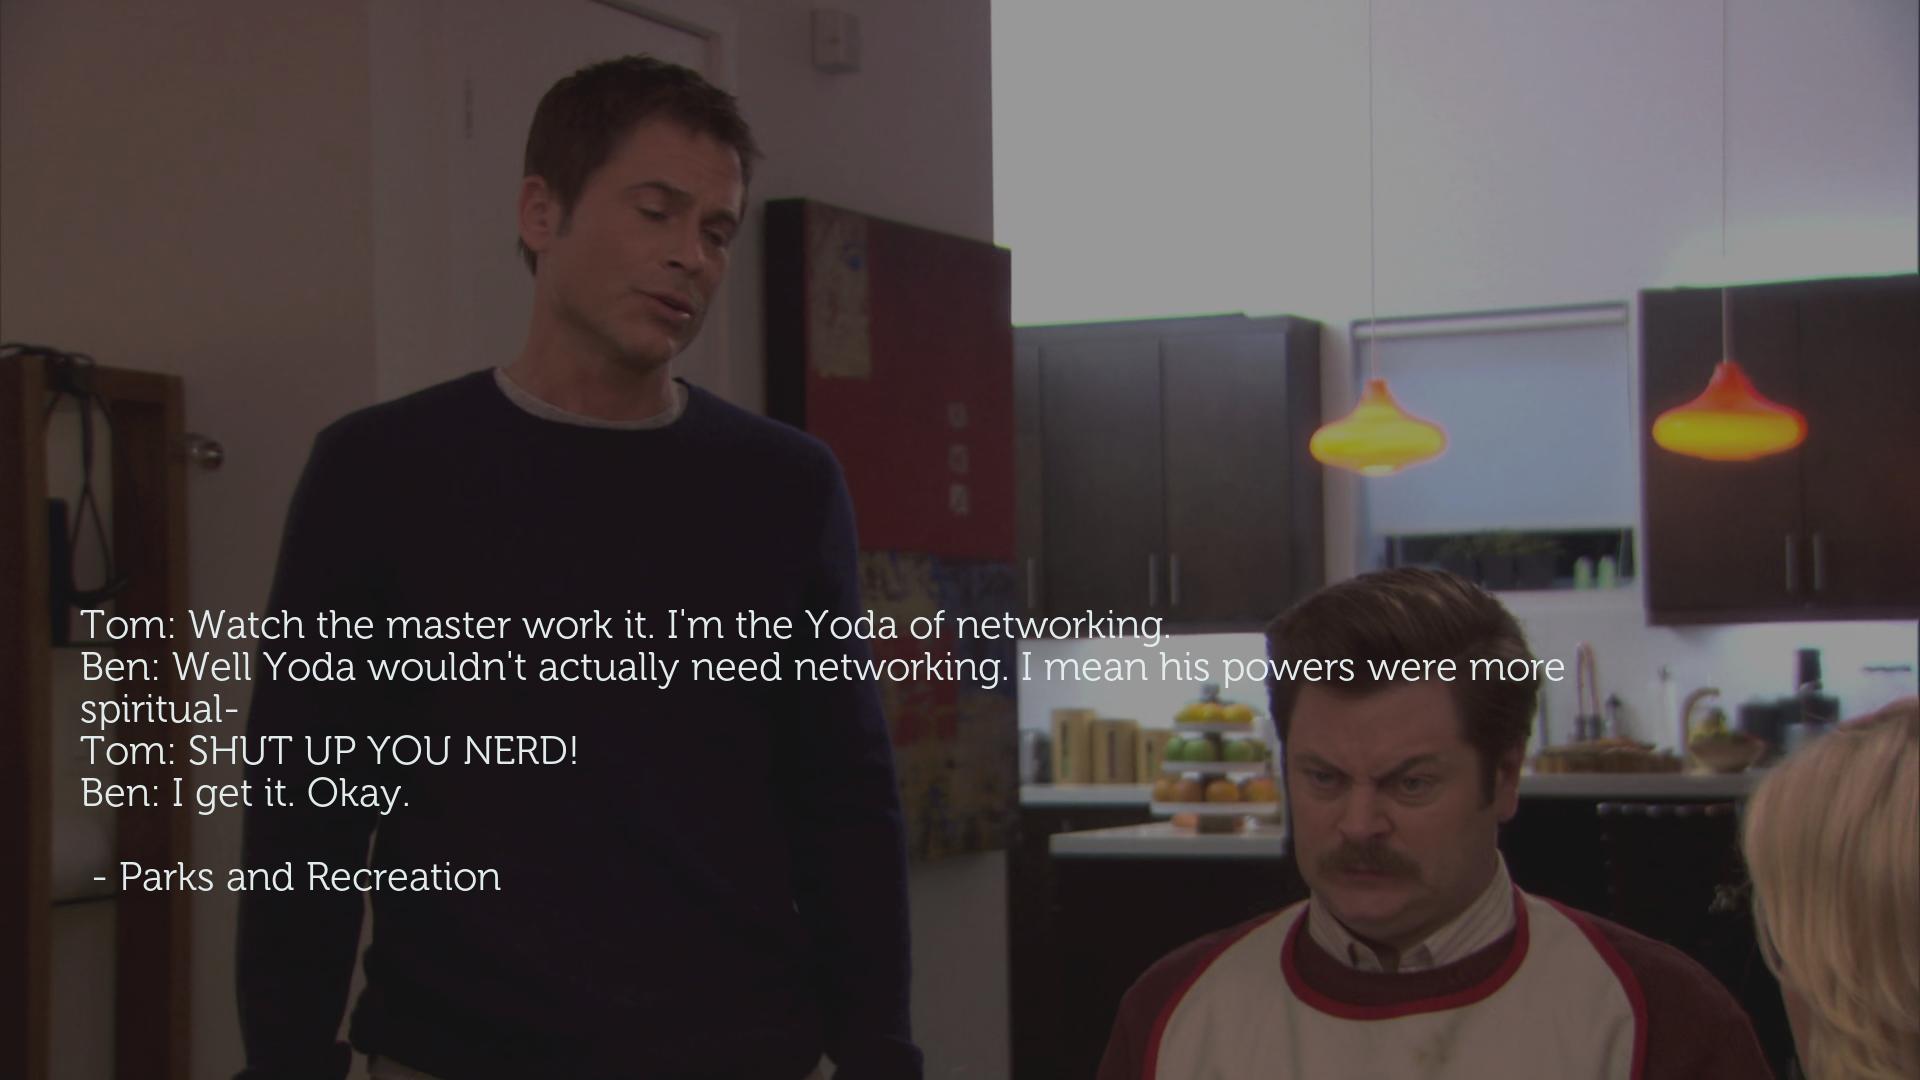 Tom: Watch the master work it. I'm the Yoda of networking.
Ben: Well Yoda wouldn't actually need networking. I mean his powers were more
spiritual-
Tom: SHUT UP YOU NERD!
Ben: I get it. Okay.
- Parks and Recreation